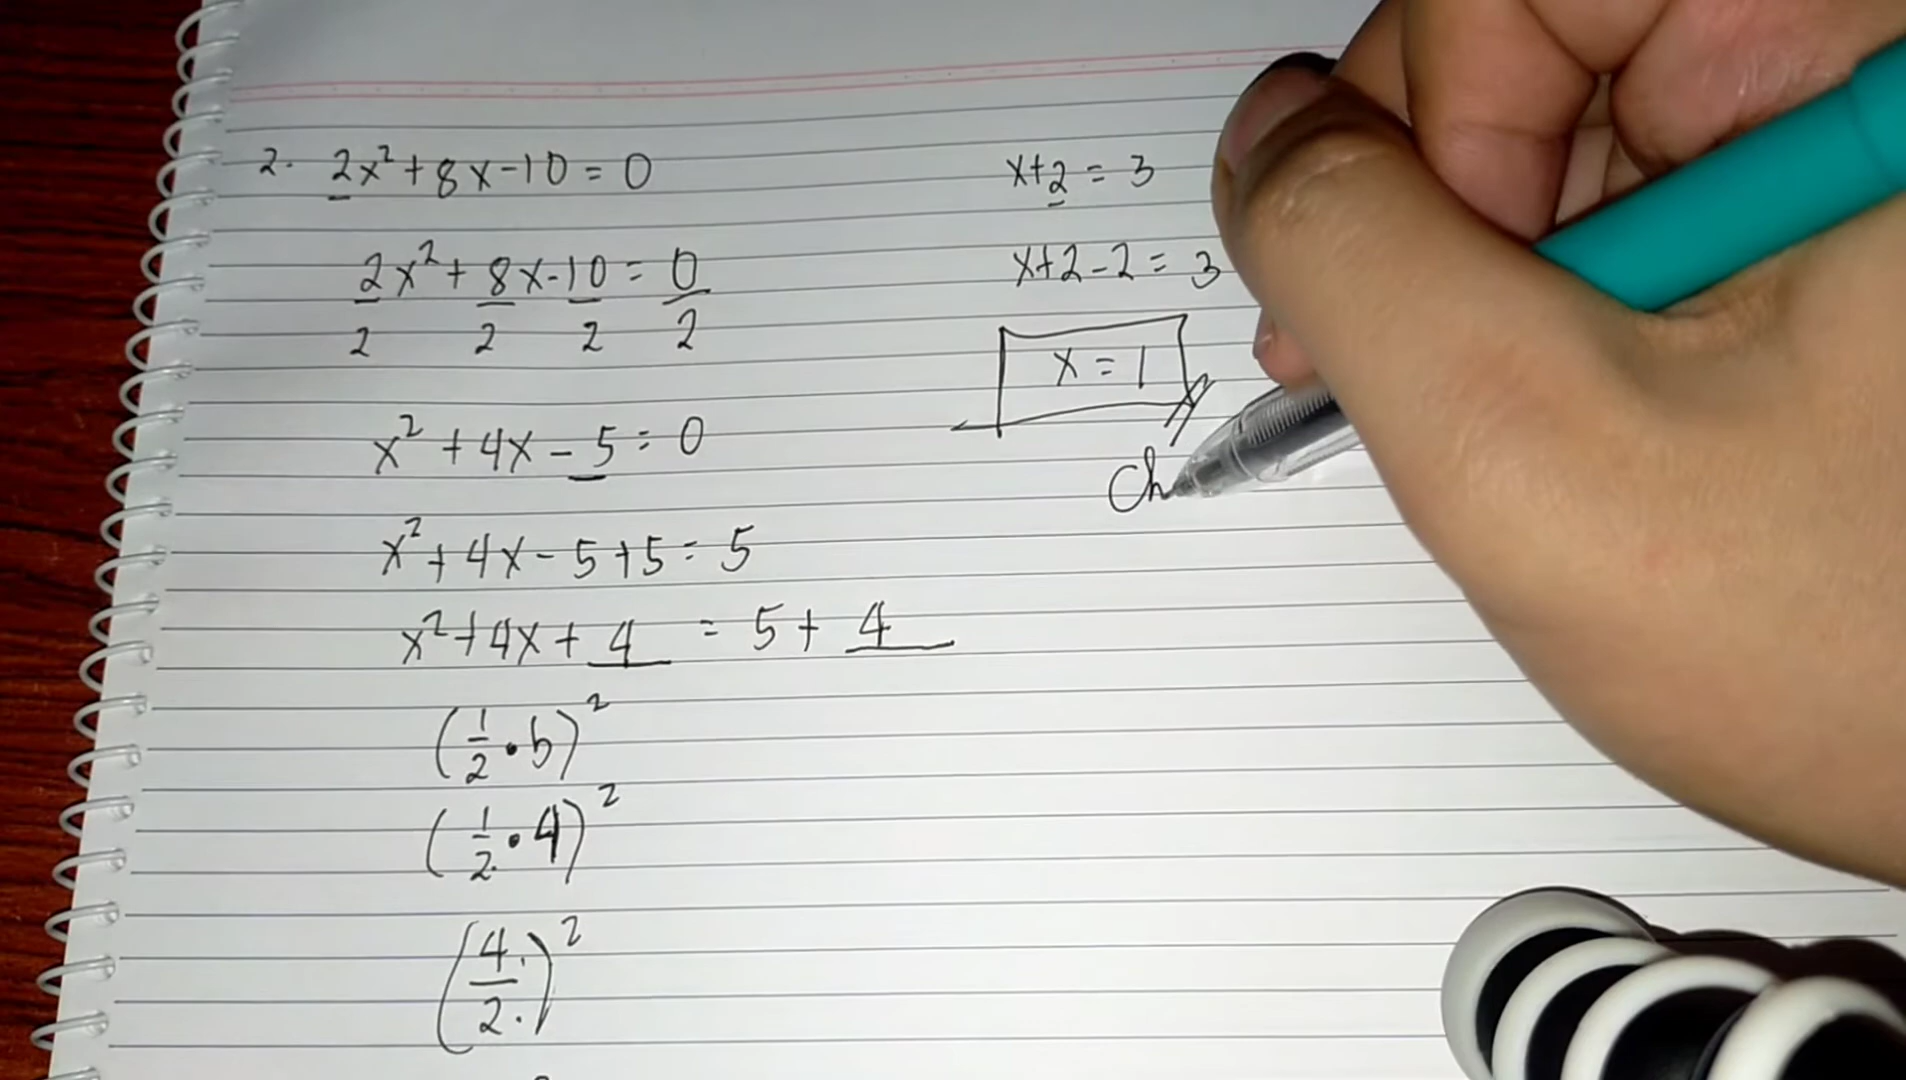 2. 2x² + 8x - 10 = 0
2x² + 8x - 10 = 0
2 2 2 2
x² + 4x - 5 = 0
x² + 4x - 5 + 5 = 5
x² + 4x + 4 = 5 + 4
(1/2 • b)²
(1/2 • 4)²
(4/2)²
x + 2 = 3
x + 2 - 2 = 3
x = 1
Ch